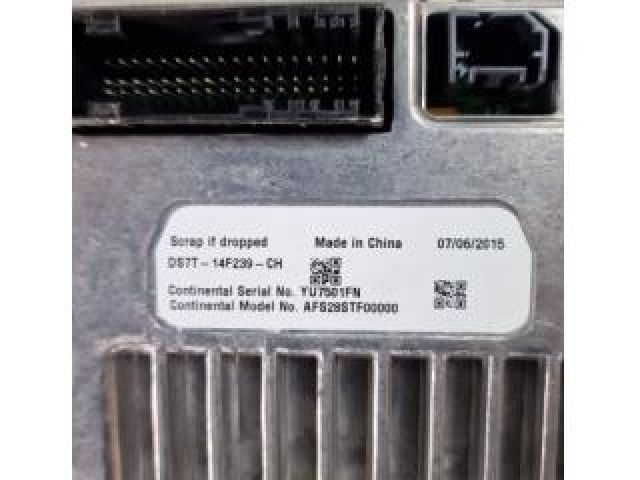 Scrap if dropped Made in China 07/06/2015
DS7T-14F239-CH
Continental Serial No. YU7501FN
Continental Model No. AFS28STF00000